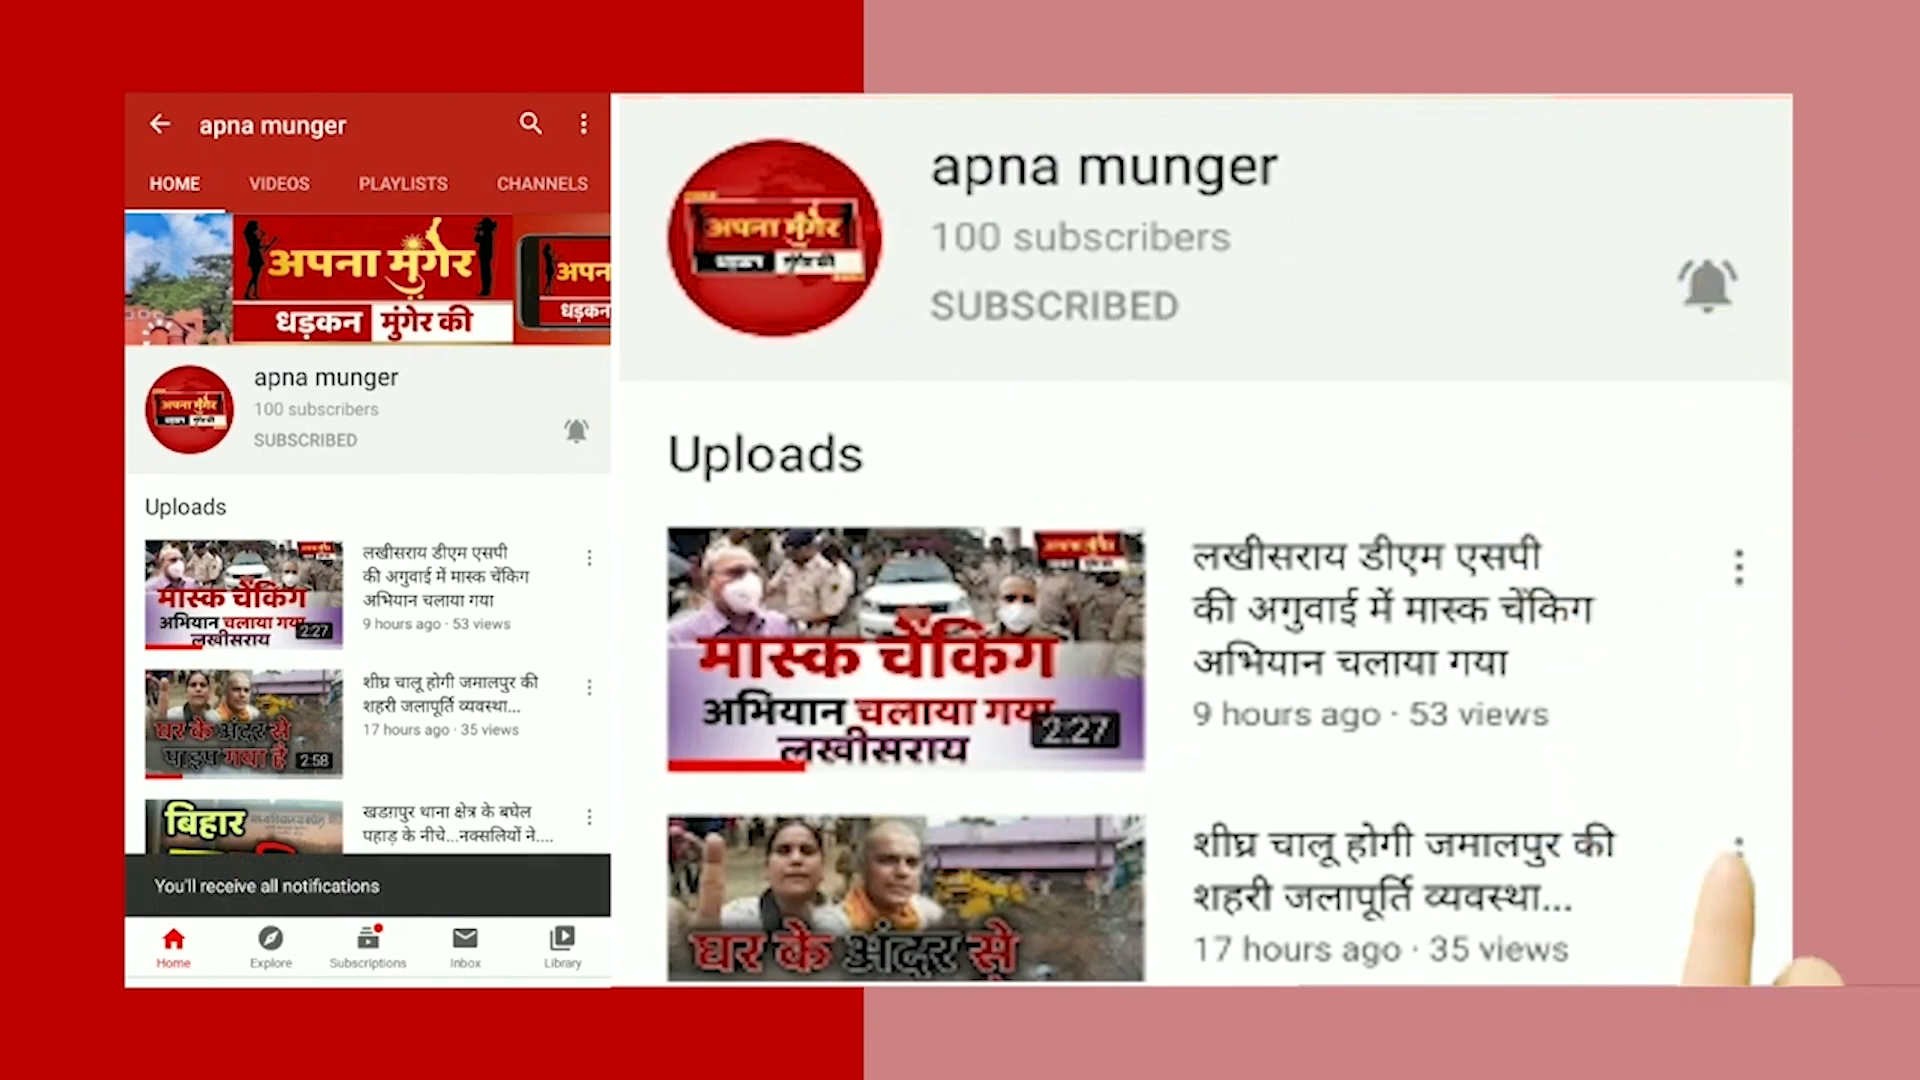 apna munger
HOME VIDEOS PLAYLISTS CHANNELS
अपना मुंगेर
धड़कन मुंगेर की
अपन
धड़कन
अपना मुंगेर
apna munger
100 subscribers
SUBSCRIBED
Uploads
मास्क चेंकिग
अभियान चलाया गया
लखीसराय
2:27
लखीसराय डीएम एसपी
की अगुवाई में मास्क चेंकिग
अभियान चलाया गया
9 hours ago · 53 views
घर के अंदर से
पाइप गया है
2:58
शीघ्र चालू होगी जमालपुर की
शहरी जलापूर्ति व्यवस्था...
17 hours ago · 35 views
बिहार
खडग़पुर थाना क्षेत्र के बघेल
पहाड़ के नीचे...नक्सलियों ने....
You'll receive all notifications
Home Explore Subscriptions Inbox Library
अपना मुंगेर
धड़कन मुंगेर की
apna munger
100 subscribers
SUBSCRIBED
Uploads
मास्क चेंकिग
अभियान चलाया गया
लखीसराय
2:27
लखीसराय डीएम एसपी
की अगुवाई में मास्क चेंकिग
अभियान चलाया गया
9 hours ago · 53 views
घर के अंदर से
शीघ्र चालू होगी जमालपुर की
शहरी जलापूर्ति व्यवस्था...
17 hours ago · 35 views